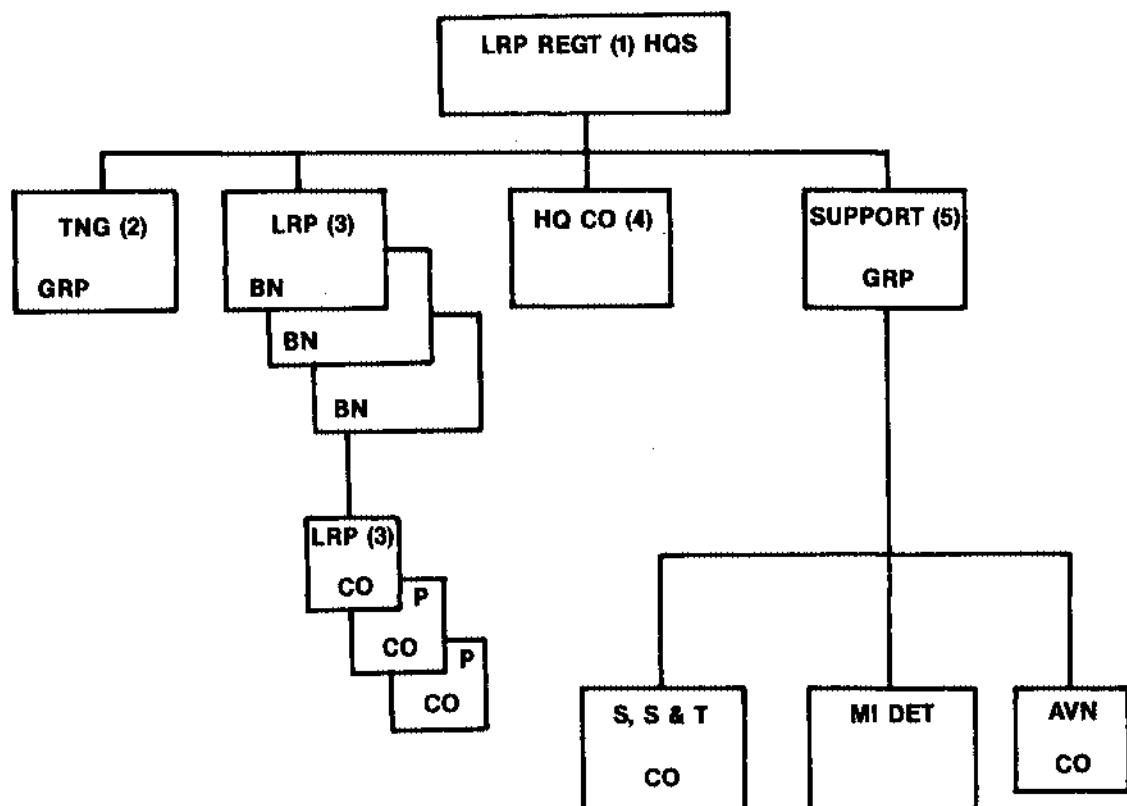 LRP REGT (1) HQS
TNG (2)
GRP
LRP (3)
BN
BN
BN
HQ CO (4)
SUPPORT (5)
GRP
LRP (3)
CO
P
CO
P
CO
S, S & T
CO
MI DET
AVN
CO